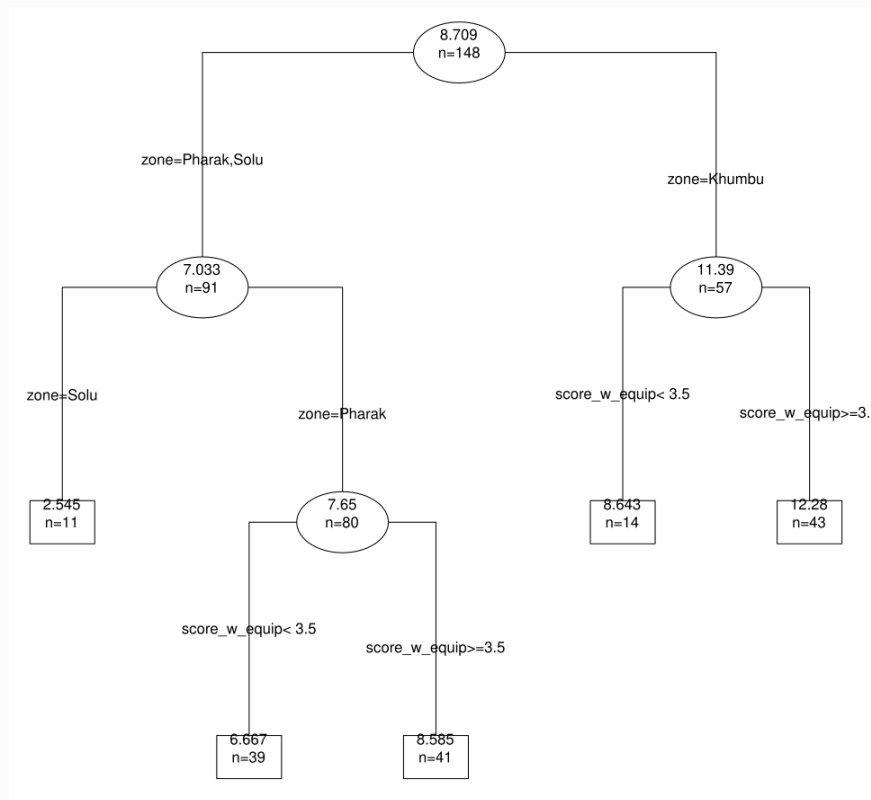 8.709
n=148
zone=Pharak,Solu
zone=Khumbu
7.033
n=91
11.39
n=57
zone=Solu
zone=Pharak
score_w_equip< 3.5
score_w_equip>=3.
2.545
n=11
7.65
n=80
8.643
n=14
12.28
n=43
score_w_equip< 3.5
score_w_equip>=3.5
6.667
n=39
8.585
n=41